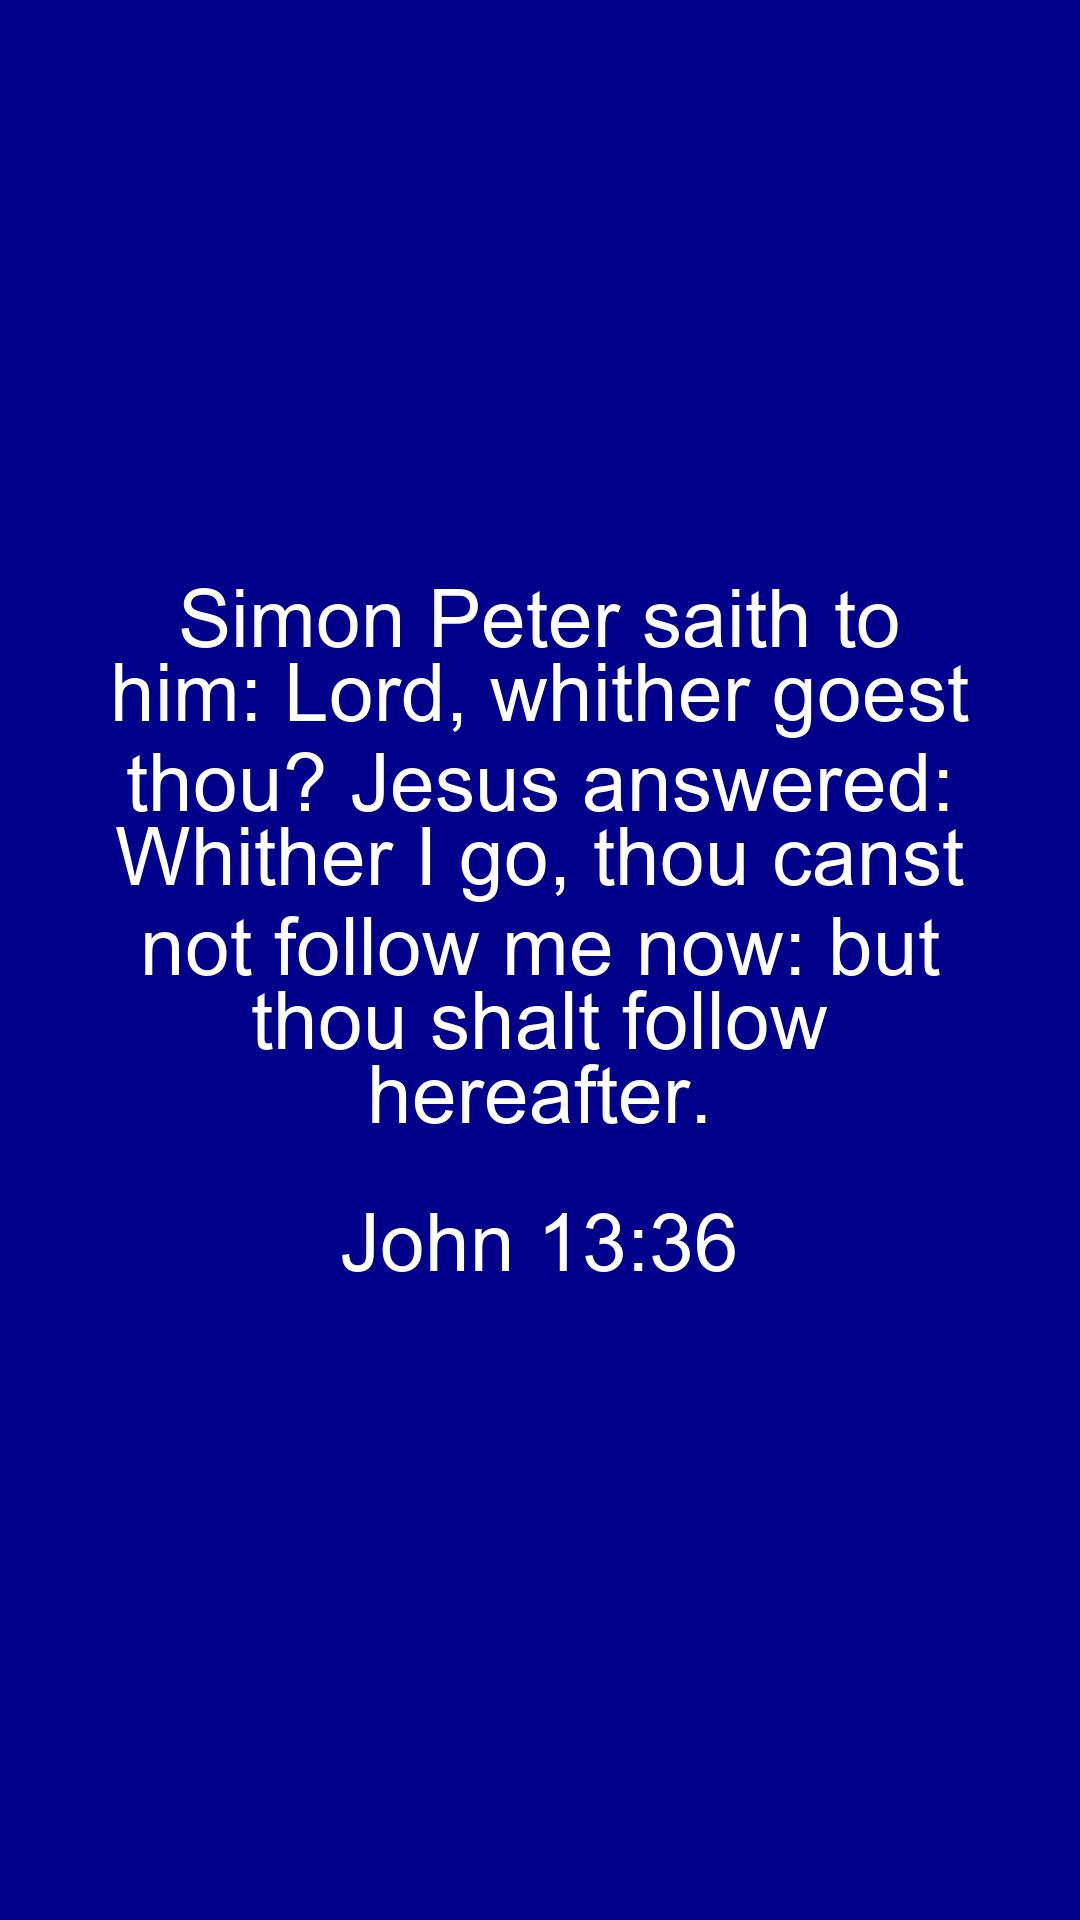 Simon Peter saith to
him: Lord, whither goest
thou? Jesus answered:
Whither I go, thou canst
not follow me now: but
thou shalt follow
hereafter.
John 13:36